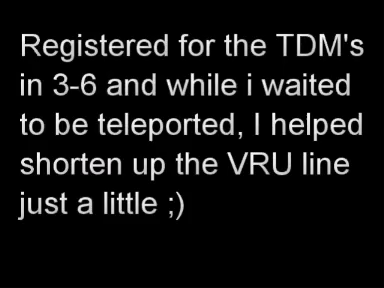 Registered for the TDM's
in 3-6 and while i waited
to be teleported, I helped
shorten up the VRU line
just a little ;)